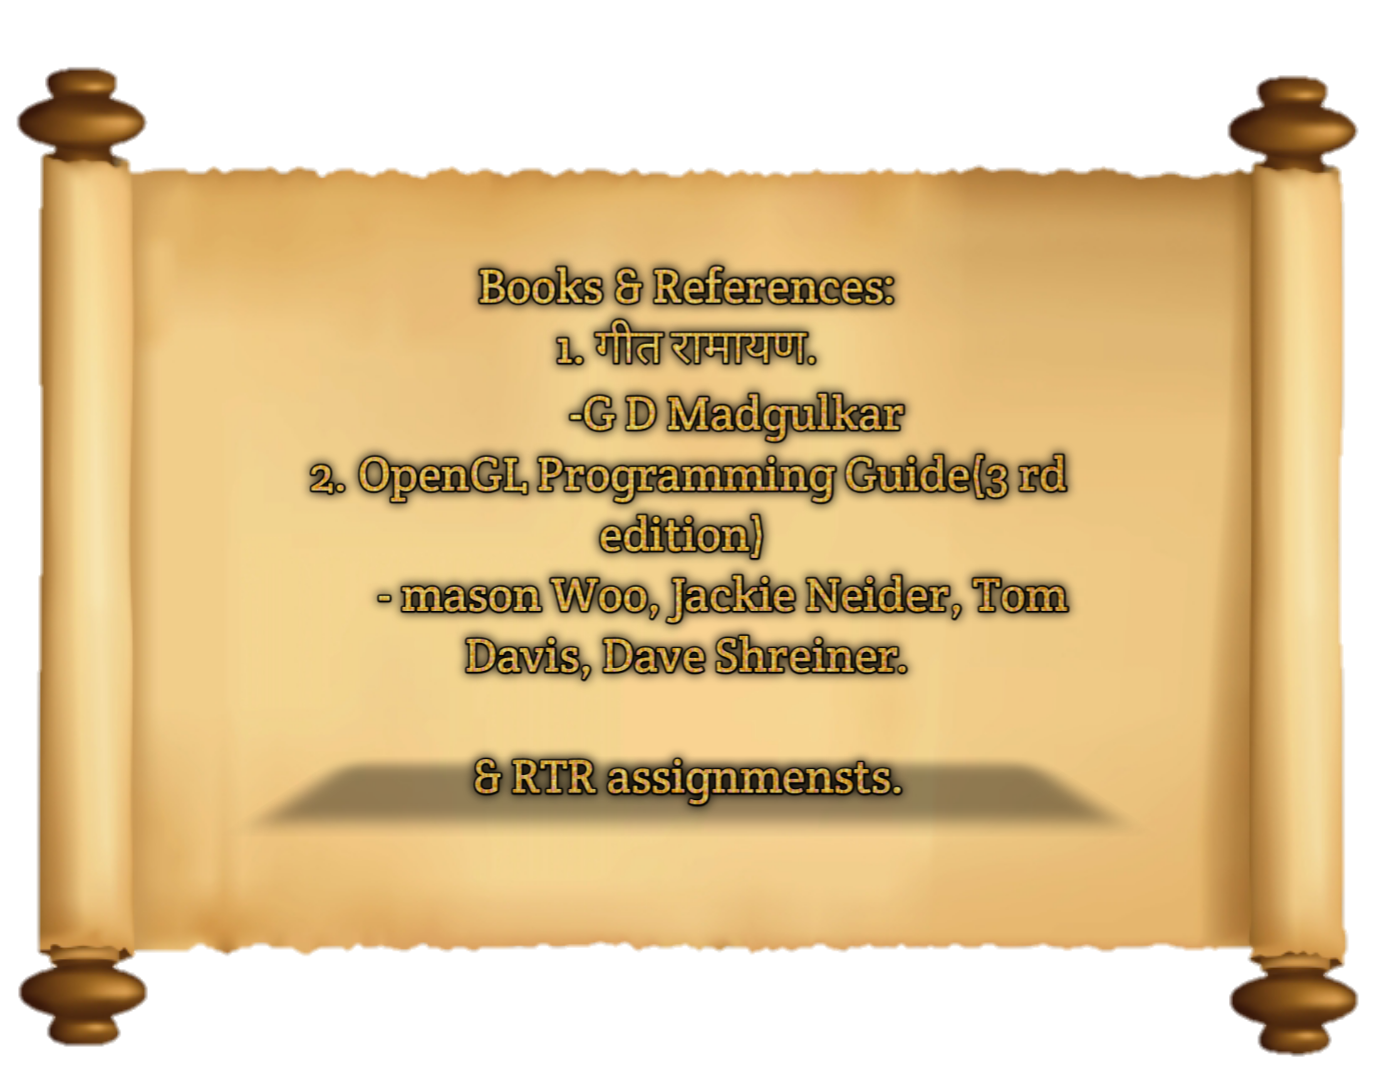 Books & References:
1. गीत रामायण.
-G D Madgulkar
2. OpenGL Programming Guide(3 rd
edition)
- mason Woo, Jackie Neider, Tom
Davis, Dave Shreiner.
& RTR assignmensts.